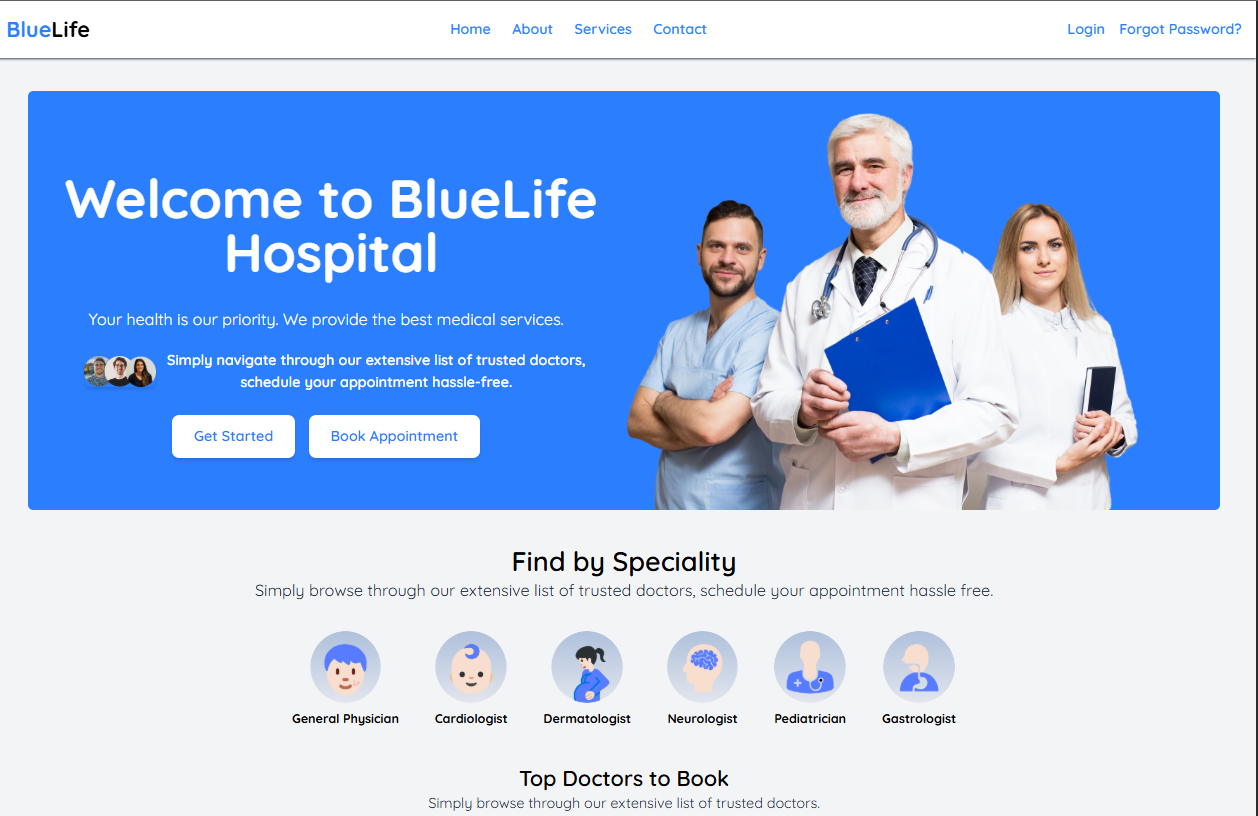 BlueLife
Home About Services Contact
Login Forgot Password?
Welcome to BlueLife
Hospital
Your health is our priority. We provide the best medical services.
Simply navigate through our extensive list of trusted doctors,
schedule your appointment hassle-free.
Get Started Book Appointment
Find by Speciality
Simply browse through our extensive list of trusted doctors, schedule your appointment hassle free.
General Physician Cardiologist Dermatologist Neurologist Pediatrician Gastrologist
Top Doctors to Book
Simply browse through our extensive list of trusted doctors.